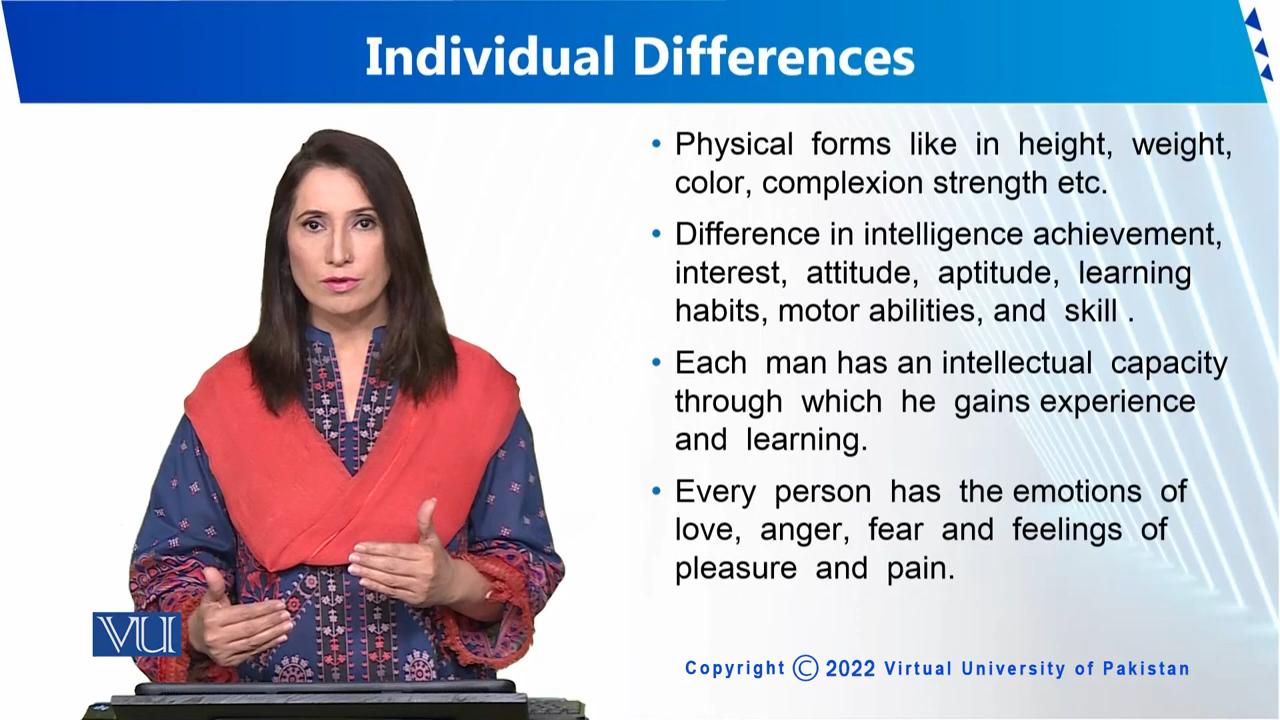 Individual Differences
• Physical forms like in height, weight,
color, complexion strength etc.
• Difference in intelligence achievement,
interest, attitude, aptitude, learning
habits, motor abilities, and skill .
• Each man has an intellectual capacity
through which he gains experience
and learning.
• Every person has the emotions of
love, anger, fear and feelings of
pleasure and pain.
VU
Copyright © 2022 Virtual University of Pakistan